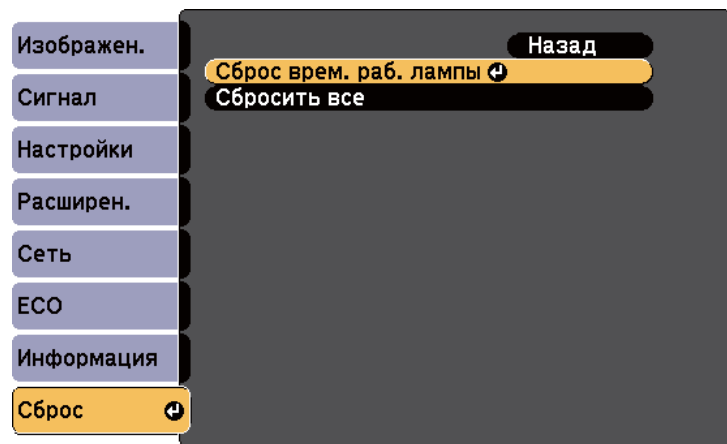 Изображен.
Сигнал
Настройки
Расширен.
Сеть
ECO
Информация
Сброс
Назад
Сброс врем. раб. лампы
Сбросить все